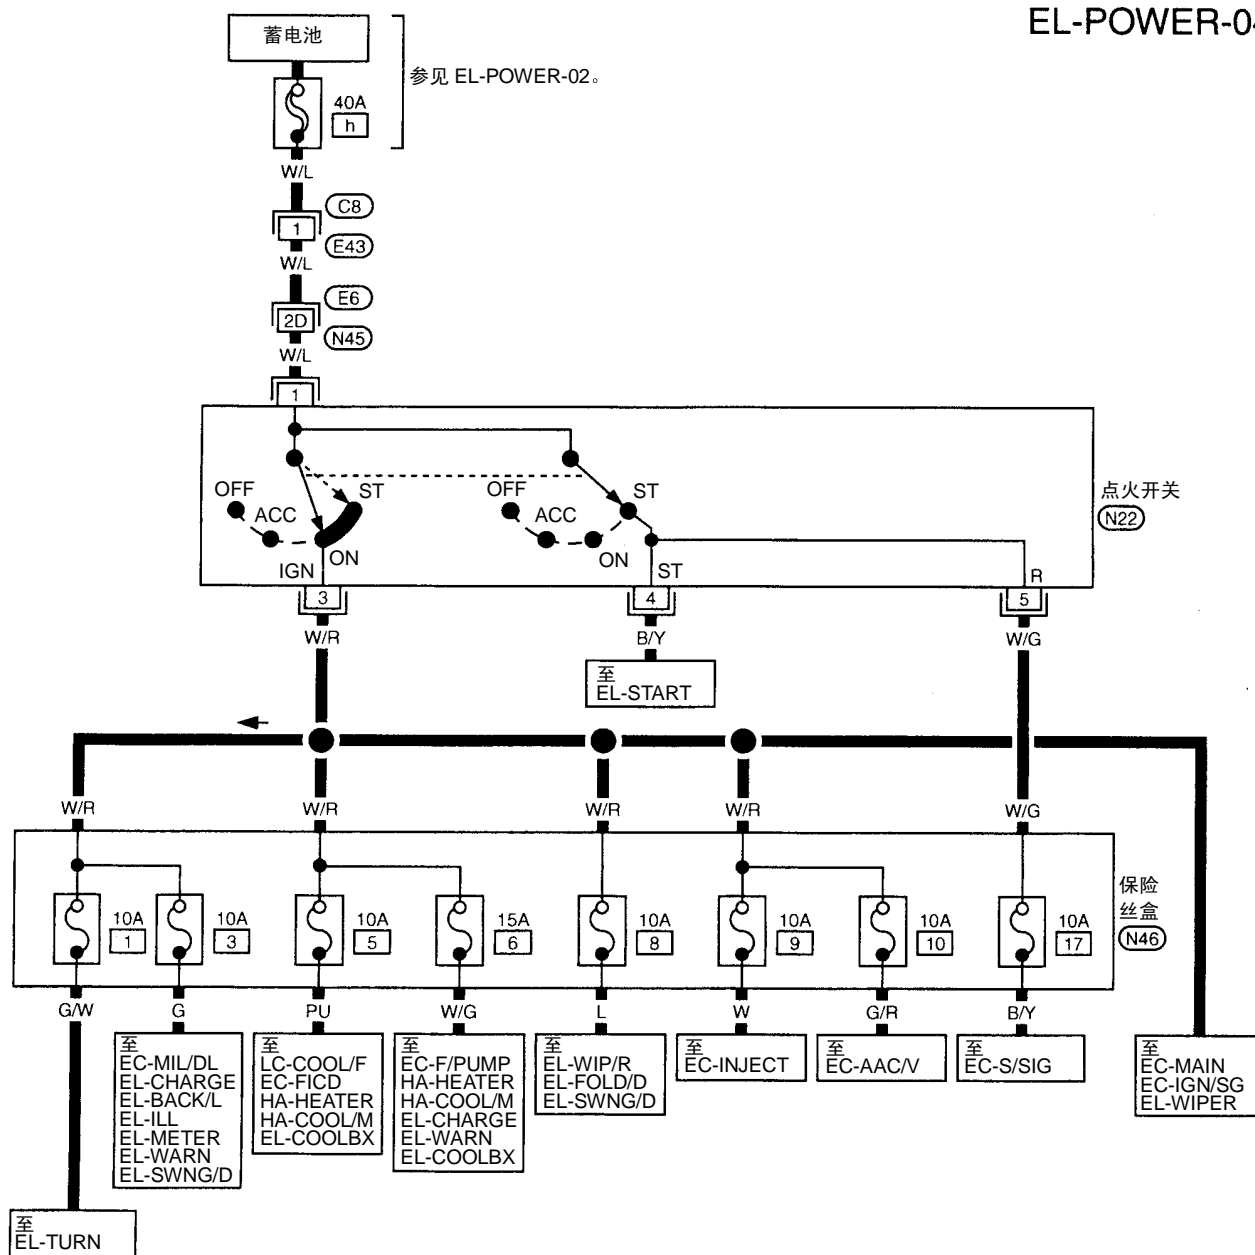 EL-POWER-04
蓄电池
参见 EL-POWER-02。
40A
h
W/L
C8
1
E43
W/L
E6
2D
N45
W/L
1
OFF
ACC
ST
ON
IGN
OFF
ACC
ST
ON
ST
R
点火开关
N22
3
4
5
W/R
B/Y
W/G
至
EL-START
W/R
W/R
W/R
W/R
W/G
保险
丝盒
N46
10A
1
10A
3
10A
5
15A
6
10A
8
10A
9
10A
10
10A
17
G/W
G
PU
W/G
L
W
G/R
B/Y
至
EC-MIL/DL
EL-CHARGE
EL-BACK/L
EL-ILL
EL-METER
EL-WARN
EL-SWNG/D
至
LC-COOL/F
EC-FICD
HA-HEATER
HA-COOL/M
EL-COOLBX
至
EC-F/PUMP
HA-HEATER
HA-COOL/M
EL-CHARGE
EL-WARN
EL-COOLBX
至
EL-WIP/R
EL-FOLD/D
EL-SWNG/D
至
EC-INJECT
至
EC-AAC/V
至
EC-S/SIG
至
EC-MAIN
EC-IGN/SG
EL-WIPER
至
EL-TURN